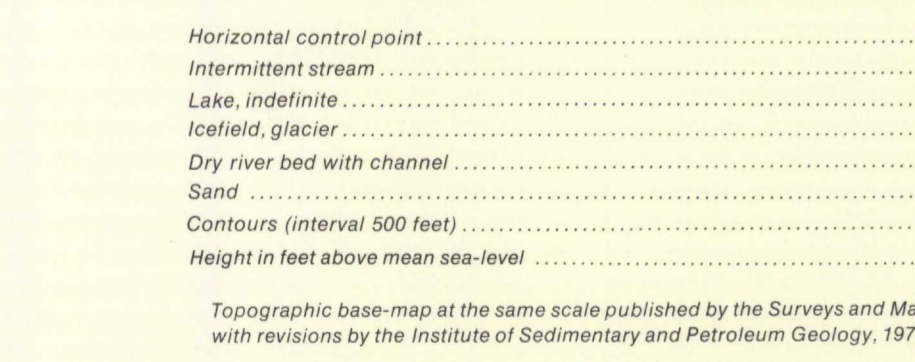 Horizontal control point
Intermittent stream
Lake, indefinite
Icefield, glacier
Dry river bed with channel
Sand
Contours (interval 500 feet)
Height in feet above mean sea-level
Topographic base-map at the same scale published by the Surveys and
with revisions by the Institute of Sedimentary and Petroleum Geology,